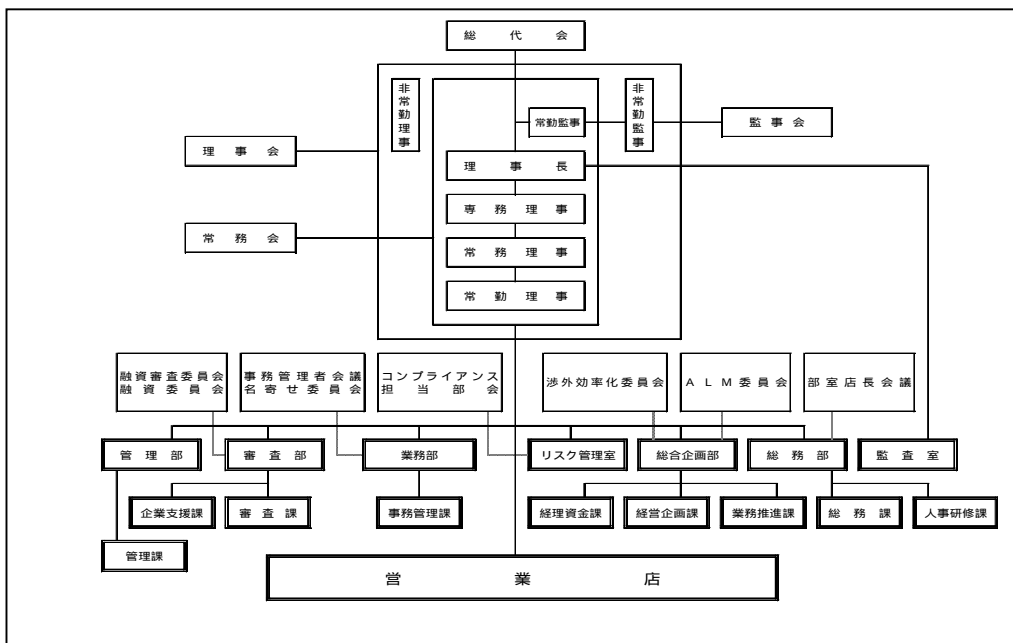 総代会
非常勤理事
常勤監事
非常勤監事
監事会
理事会
理事長
専務理事
常務会
常務理事
常勤理事
融資審査委員会
融資委員会
事務管理者会議
名寄せ委員会
コンプライアンス
担当部会
渉外効率化委員会
ALM委員会
部室店長会議
管理部
審査部
業務部
リスク管理室
総合企画部
総務部
監査室
企業支援課
審査課
事務管理課
経理資金課
経営企画課
業務推進課
総務課
人事研修課
管理課
営業店